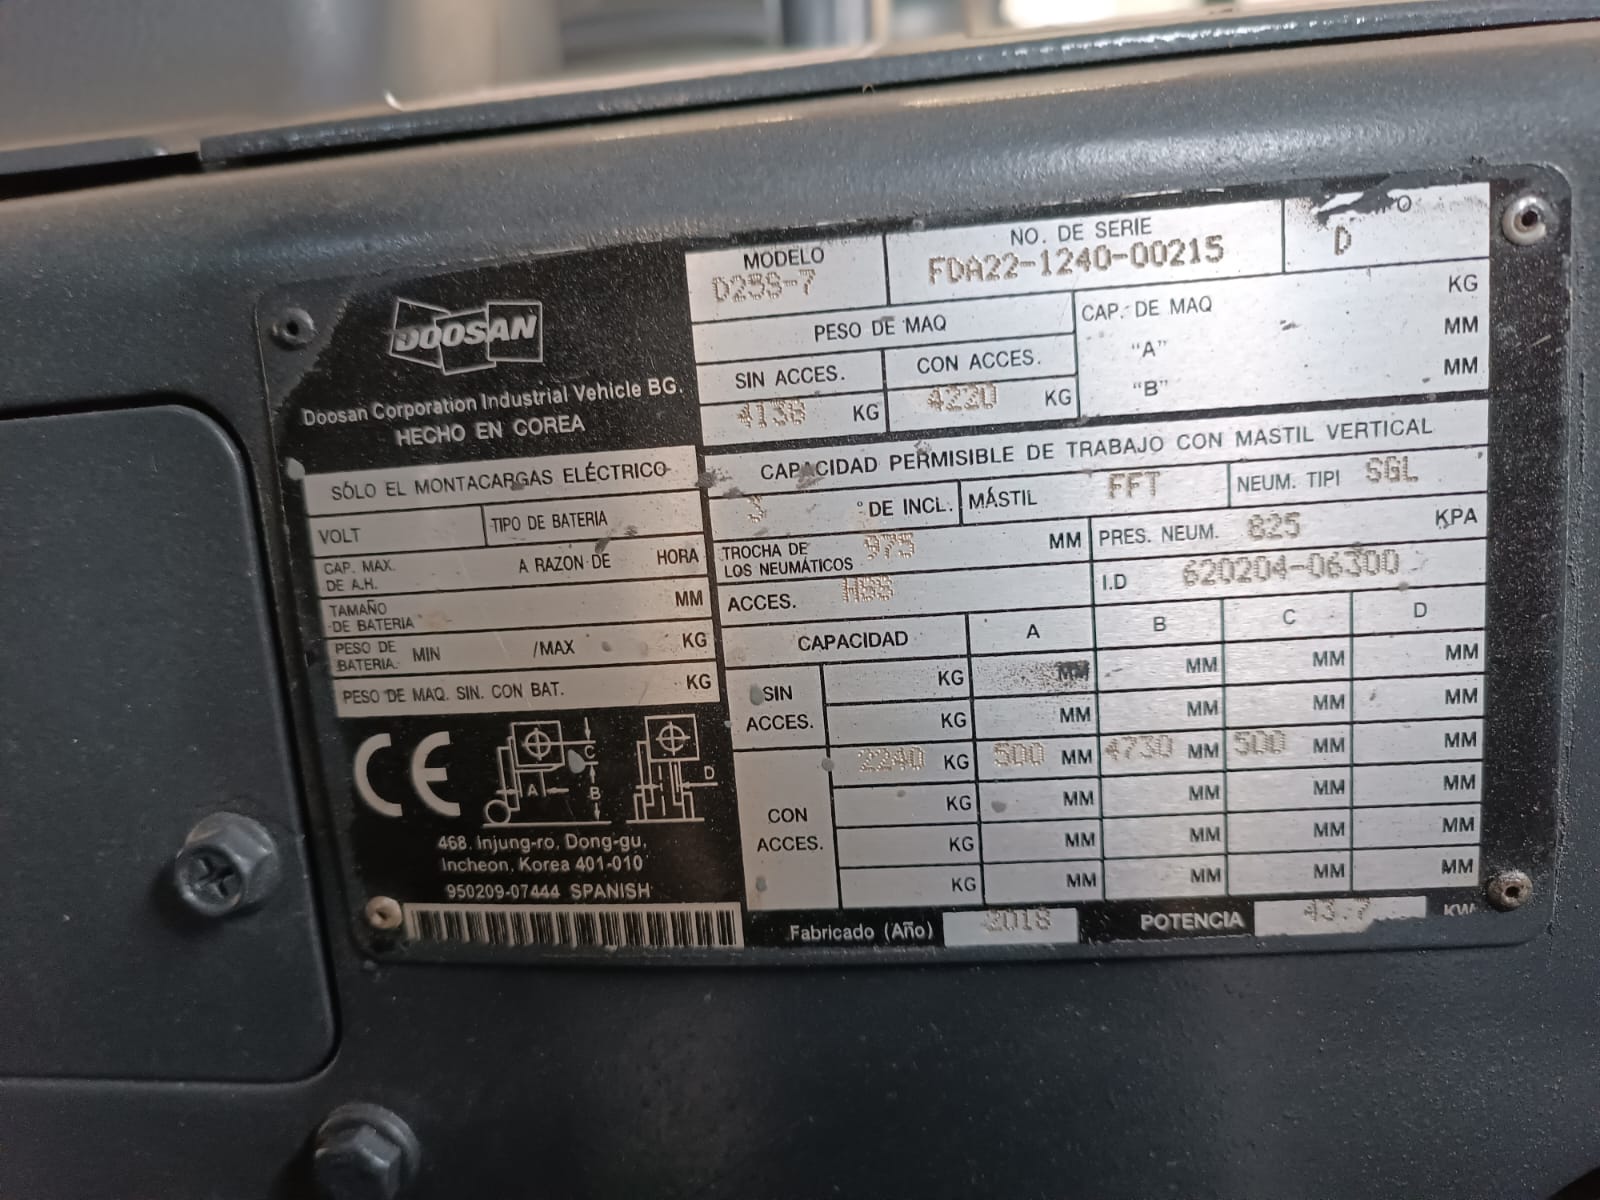 DOOSAN
Doosan Corporation Industrial Vehicle BG.
HECHO EN COREA
MODELO
D25S-7
NO. DE SERIE
FDA22-1240-00215
D
PESO DE MAQ
SIN ACCES.
4138 KG
CON ACCES.
4220 KG
CAP. DE MAQ KG
"A" MM
"B" MM
SÓLO EL MONTACARGAS ELÉCTRICO
VOLT TIPO DE BATERIA
CAP. MAX. DE A.H. A RAZON DE HORA
TAMAÑO DE BATERIA MM
PESO DE BATERIA. MIN /MAX KG
PESO DE MAQ. SIN. CON BAT. KG
CAPACIDAD PERMISIBLE DE TRABAJO CON MASTIL VERTICAL
3 ° DE INCL. MÁSTIL FFT NEUM. TIPI SGL
TROCHA DE LOS NEUMÁTICOS 975 MM PRES. NEUM. 825 KPA
ACCES. I.D 620204-06300
CAPACIDAD A B C D
SIN ACCES.
KG MM MM MM MM
KG MM MM MM MM
CON ACCES.
2240 KG 500 MM 4730 MM 500 MM MM
KG MM MM MM MM
KG MM MM MM MM
KG MM MM MM MM
CE
C
A
B
D
468, Injung-ro, Dong-gu,
Incheon, Korea 401-010
950209-07444 SPANISH
Fabricado (Año) 2018 POTENCIA 43.7 KW